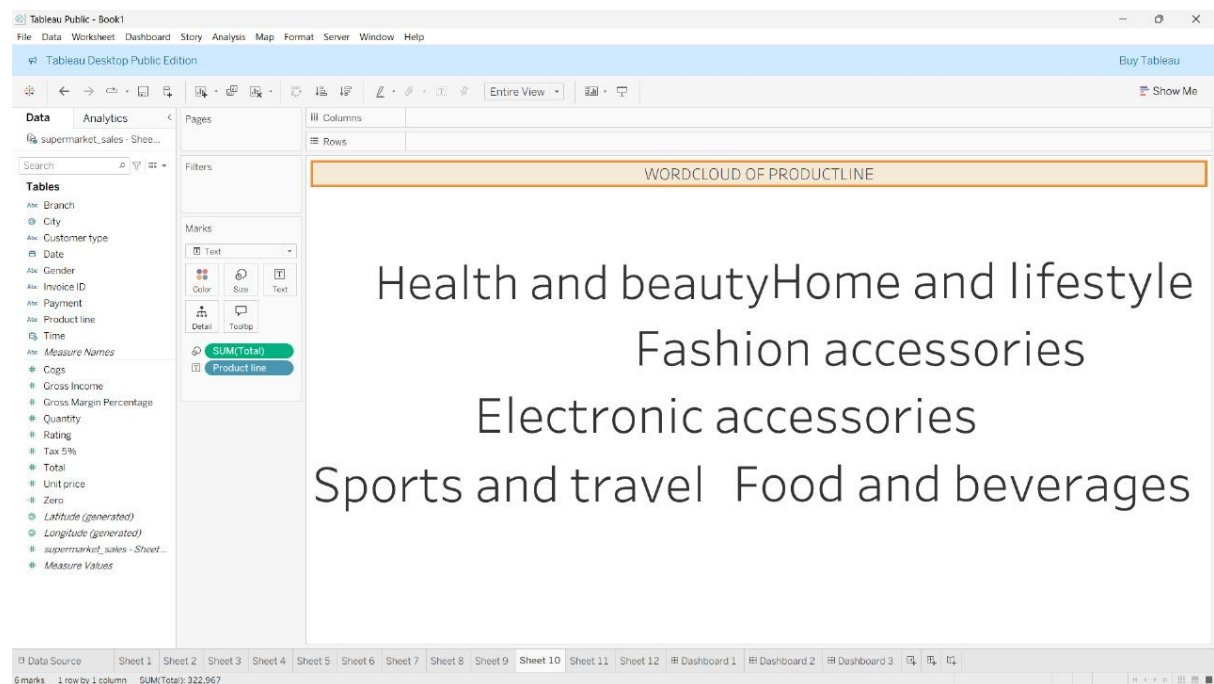 Tableau Public - Book1
File Data Worksheet Dashboard Story Analysis Map Format Server Window Help
Tableau Desktop Public Edition Buy Tableau
Entire View Show Me
Data Analytics Pages Columns
supermarket_sales - Shee... Rows
Search Filters
WORDCLOUD OF PRODUCTLINE
Tables
Abc Branch
City
Abc Customer type
Date
Abc Gender
Abc Invoice ID
Abc Payment
Abc Product line
Time
Abc Measure Names
# Cogs
# Gross Income
# Gross Margin Percentage
# Quantity
# Rating
# Tax 5%
# Total
# Unit price
# Zero
Latitude (generated)
Longitude (generated)
# supermarket_sales - Sheet...
# Measure Values
Marks
T Text
Color Size Text
Detail Tooltip
SUM(Total)
Product line
Health and beautyHome and lifestyle
Fashion accessories
Electronic accessories
Sports and travel Food and beverages
Data Source Sheet 1 Sheet 2 Sheet 3 Sheet 4 Sheet 5 Sheet 6 Sheet 7 Sheet 8 Sheet 9 Sheet 10 Sheet 11 Sheet 12 Dashboard 1 Dashboard 2 Dashboard 3
6 marks 1 row by 1 column SUM(Total): 322,967